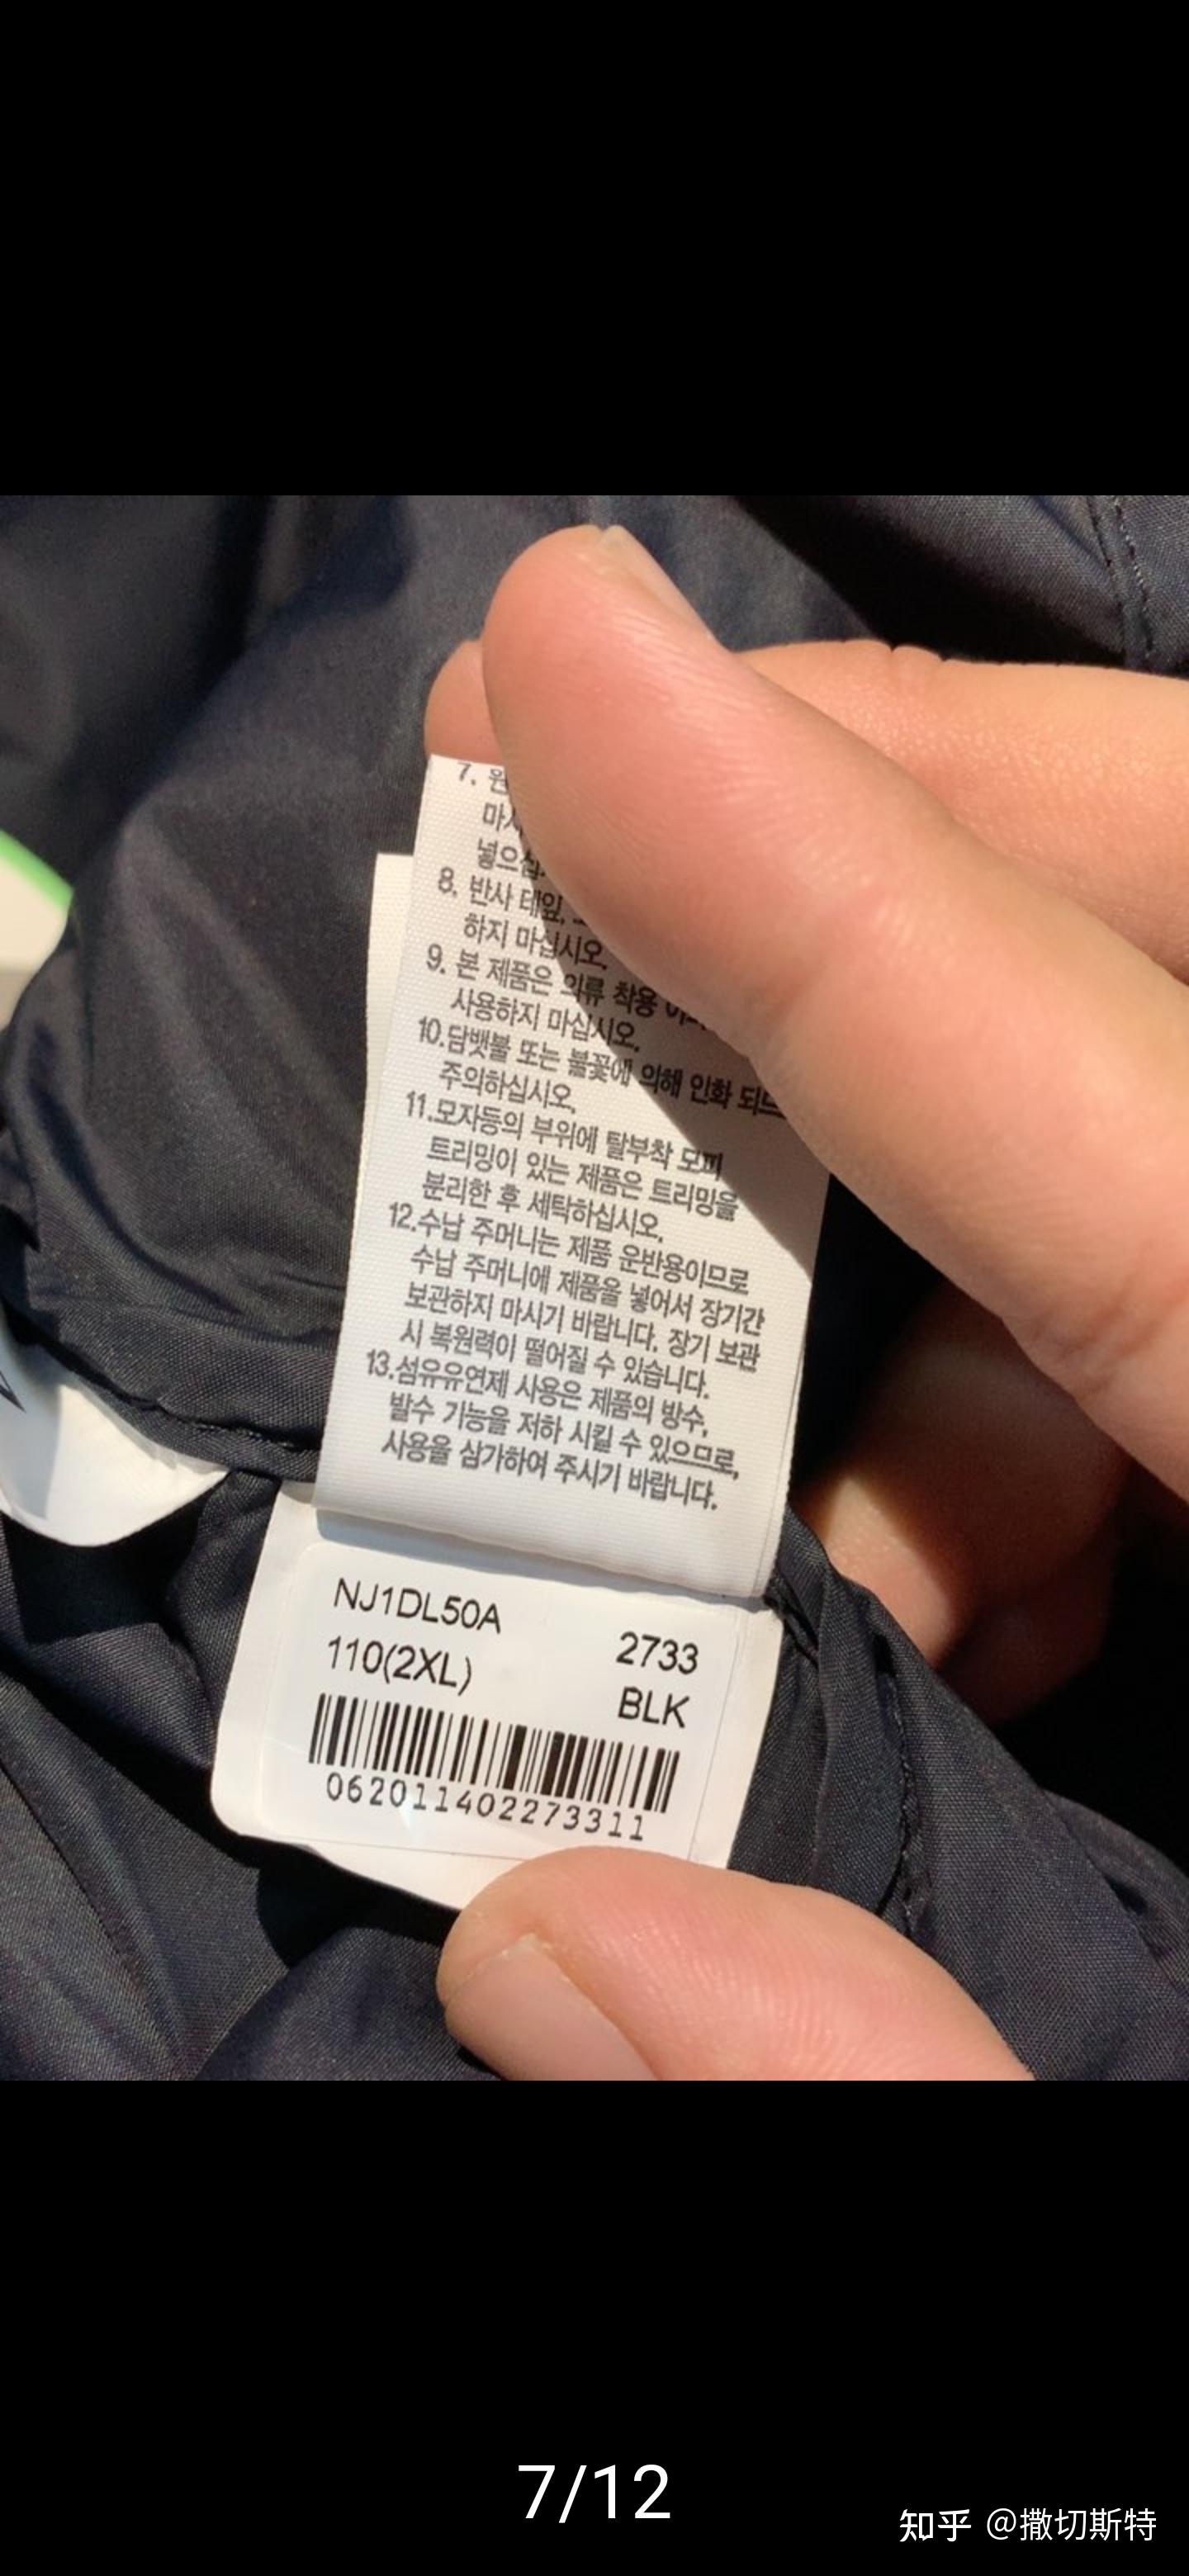 7. 원
마시
넣으십
8. 반사 테잎,
하지 마십시오.
9. 본 제품은 의류 착용
사용하지 마십시오.
10.담뱃불 또는 불꽃에 의해 인화 되므
주의하십시오.
11.모자등의 부위에 탈부착 모피
트리밍이 있는 제품은 트리밍을
분리한 후 세탁하십시오.
12.수납 주머니는 제품 운반용이므로
수납 주머니에 제품을 넣어서 장기간
보관하지 마시기 바랍니다. 장기 보관
시 복원력이 떨어질 수 있습니다.
13.섬유유연제 사용은 제품의 방수,
발수 기능을 저하 시킬 수 있으므로,
사용을 삼가하여 주시기 바랍니다.
NJ1DL50A 2733
110(2XL) BLK
062011402273311
7/12
知乎 @撒切斯特